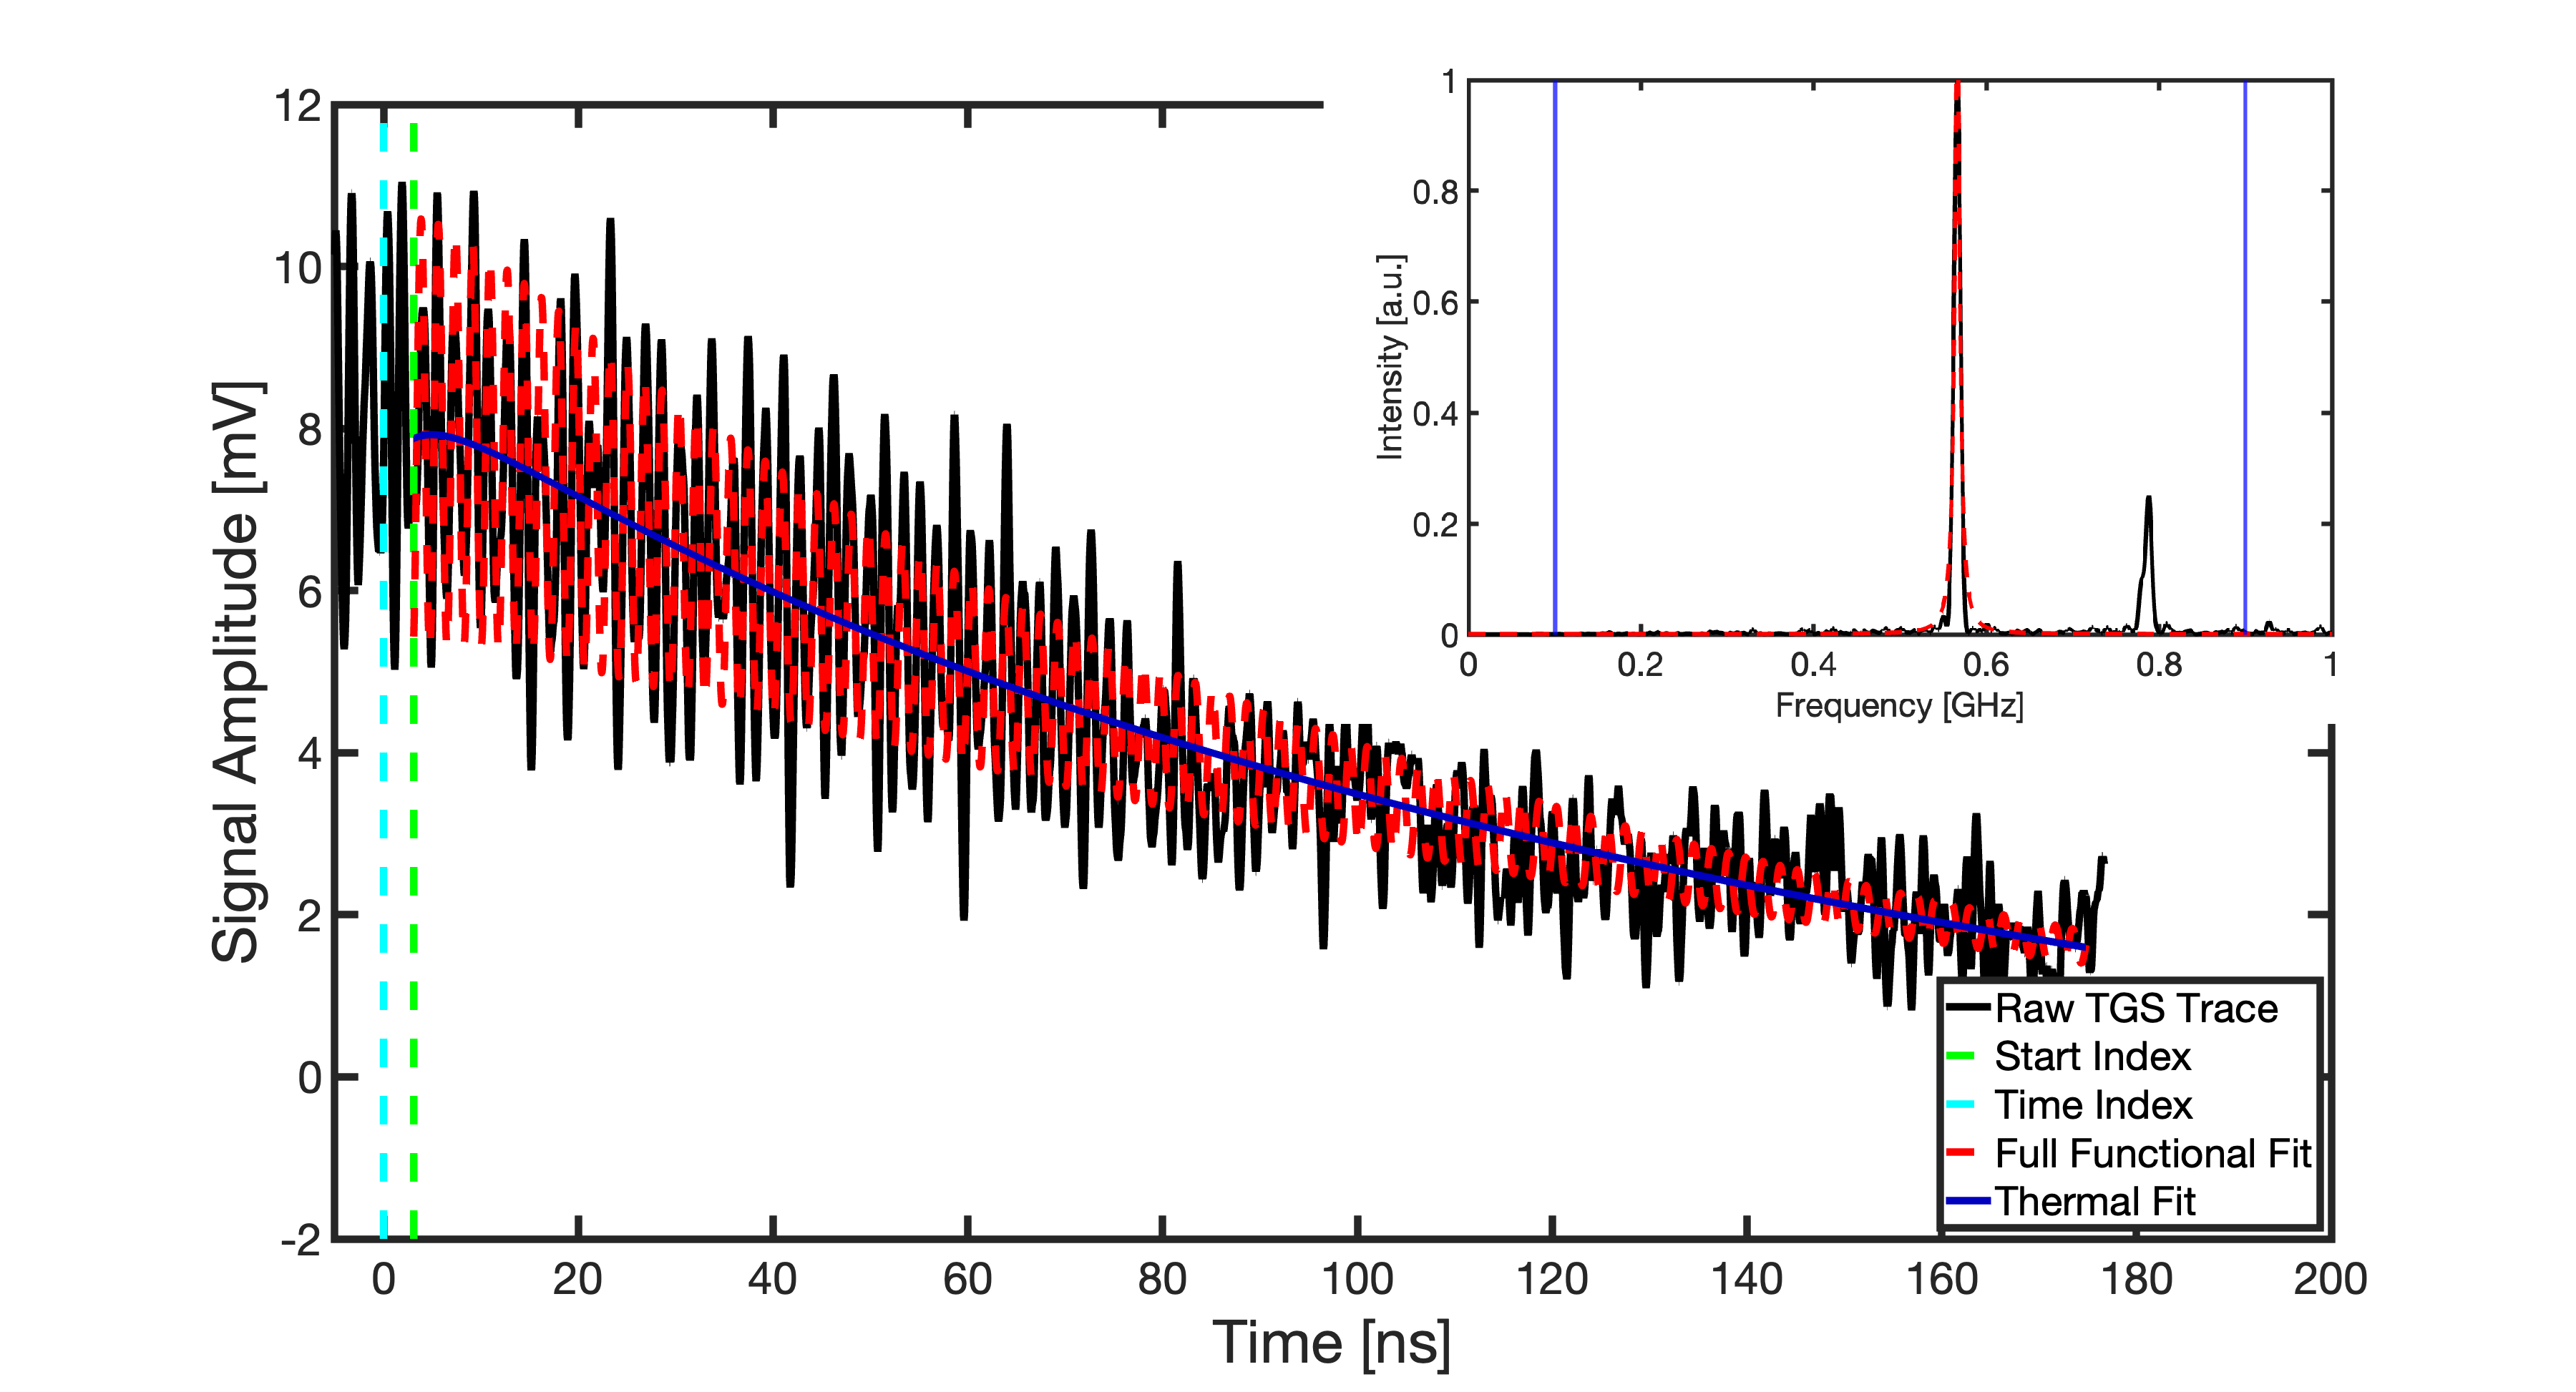 12
10
8
6
4
2
0
-2
Signal Amplitude [mV]
0 20 40 60 80 100 120 140 160 180 200
Time [ns]
1
0.8
0.6
0.4
0.2
0
Intensity [a.u.]
0 0.2 0.4 0.6 0.8 1
Frequency [GHz]
Raw TGS Trace
Start Index
Time Index
Full Functional Fit
Thermal Fit